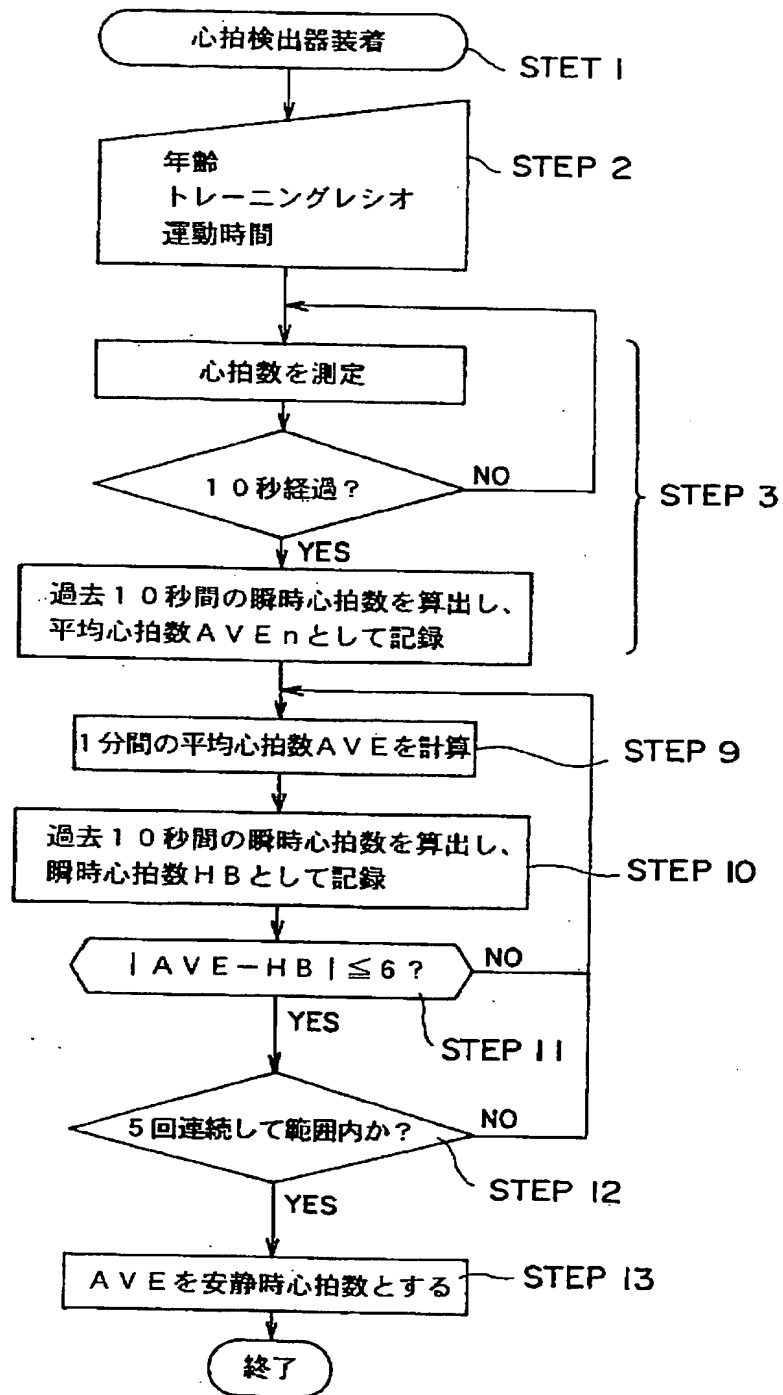 心拍検出器装着
STET 1
年齢
トレーニングレシオ
運動時間
STEP 2
心拍数を測定
10秒経過?
NO
YES
STEP 3
過去10秒間の瞬時心拍数を算出し、
平均心拍数AVEnとして記録
1分間の平均心拍数AVEを計算
STEP 9
過去10秒間の瞬時心拍数を算出し、
瞬時心拍数HBとして記録
STEP 10
|AVE-HB|≦6?
NO
YES
STEP 11
5回連続して範囲内か?
NO
YES
STEP 12
AVEを安静時心拍数とする
STEP 13
終了